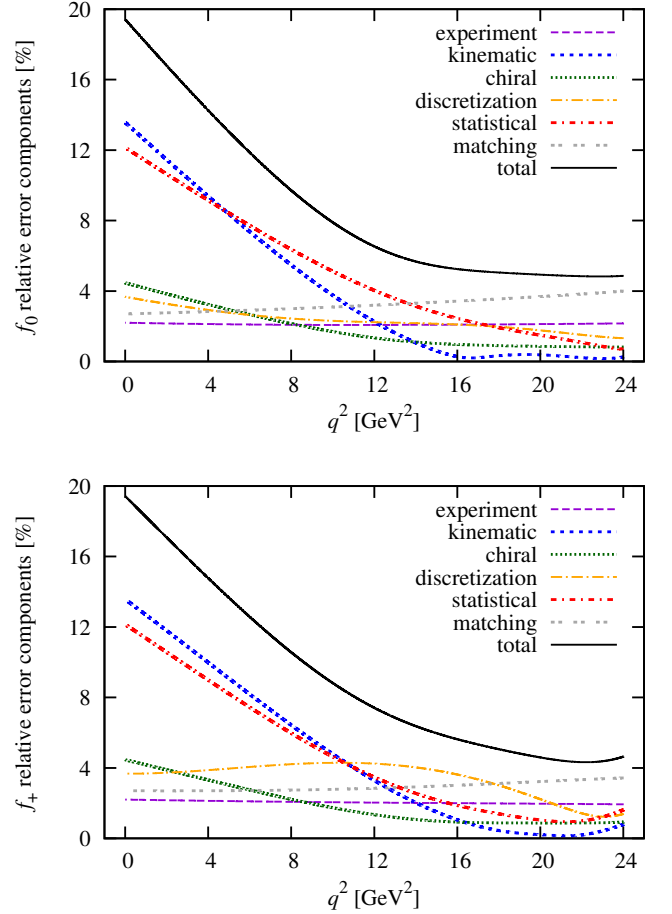 f₀ relative error components [%]
20
16
12
8
4
0
experiment
kinematic
chiral
discretization
statistical
matching
total
0 4 8 12 16 20 24
q² [GeV²]
f₊ relative error components [%]
20
16
12
8
4
0
experiment
kinematic
chiral
discretization
statistical
matching
total
0 4 8 12 16 20 24
q² [GeV²]